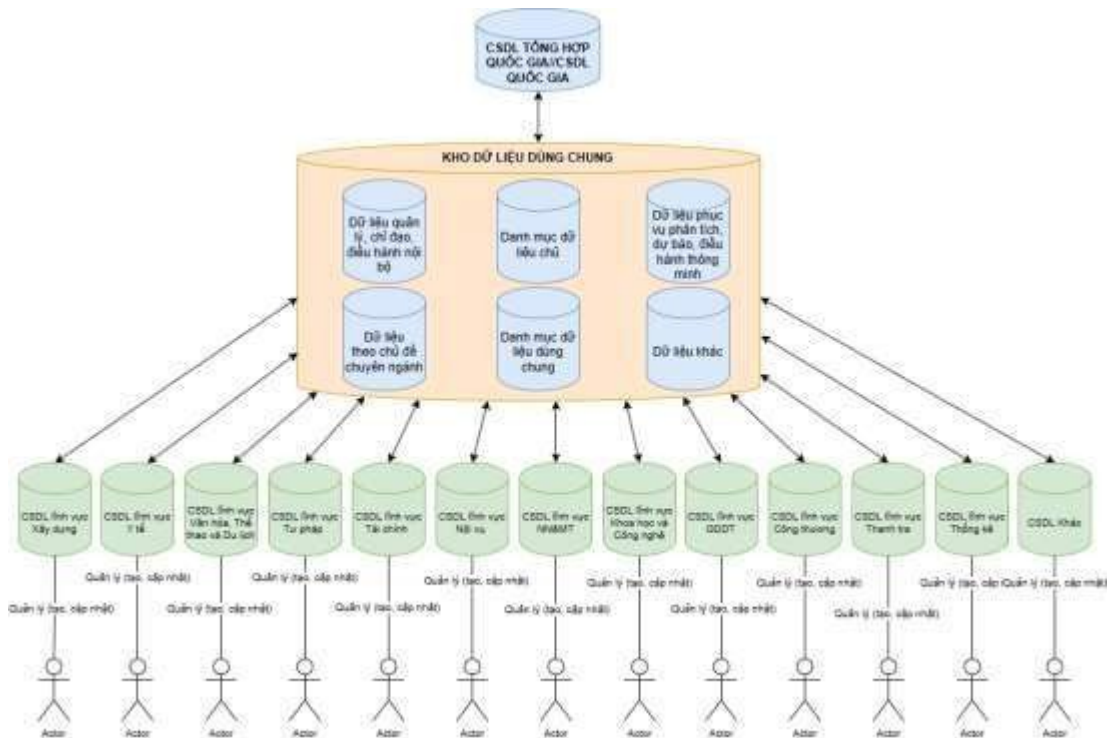 CSDL TỔNG HỢP
QUỐC GIA//CSDL
QUỐC GIA
KHO DỮ LIỆU DÙNG CHUNG
Dữ liệu quản
lý, chỉ đạo,
điều hành nội
bộ
Danh mục dữ
liệu chủ
Dữ liệu phục
vụ phân tích,
dự báo, điều
hành thông
minh
Dữ liệu
theo chủ đề
chuyên ngành
Danh mục dữ
liệu dùng
chung
Dữ liệu khác
CSDL lĩnh vực
Xây dựng
CSDL lĩnh vực
Y tế
CSDL lĩnh vực
Văn hóa, Thể
thao và Du lịch
CSDL lĩnh vực
Tư pháp
CSDL lĩnh vực
Tài chính
CSDL lĩnh vực
Nội vụ
CSDL lĩnh vực
NN&MT
CSDL lĩnh vực
Khoa học và
Công nghệ
CSDL lĩnh vực
GDDT
CSDL lĩnh vực
Công thương
CSDL lĩnh vực
Thanh tra
CSDL lĩnh vực
Thống kê
CSDL Khác
Quản lý (tạo, cập nhật)
Quản lý (tạo, cập nhật)
Quản lý (tạo, cập nhật)
Quản lý (tạo, cập nhật)
Quản lý (tạo, cập nhật)
Quản lý (tạo, cập nhật)
Quản lý (tạo, cập nhật)
Quản lý (tạo, cập nhật)
Quản lý (tạo, cập nhật)
Quản lý (tạo, cập nhật)
Quản lý (tạo, cập nhật)
Quản lý (tạo, cập
Quản lý (tạo, cập nhật)
Actor
Actor
Actor
Actor
Actor
Actor
Actor
Actor
Actor
Actor
Actor
Actor
Actor